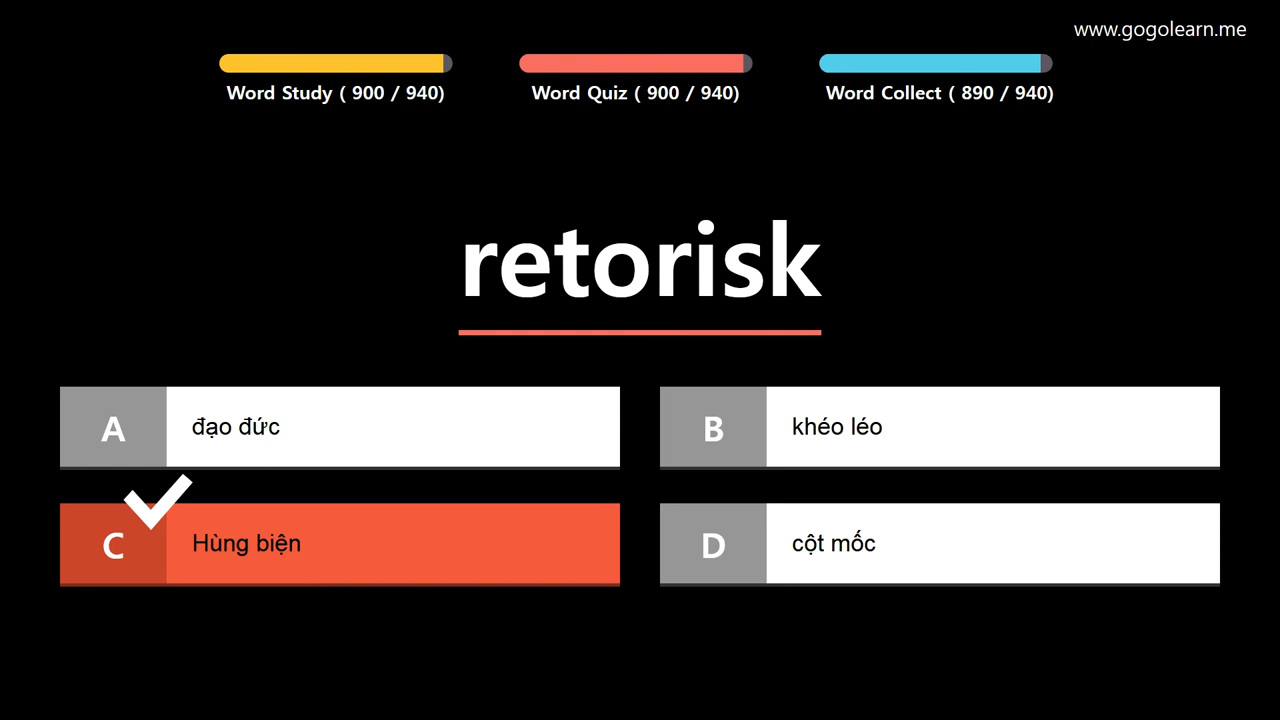 www.gogolearn.me
Word Study ( 900 / 940)
Word Quiz ( 900 / 940)
Word Collect ( 890 / 940)
retorisk
A đạo đức
B khéo léo
C Hùng biện
D cột mốc